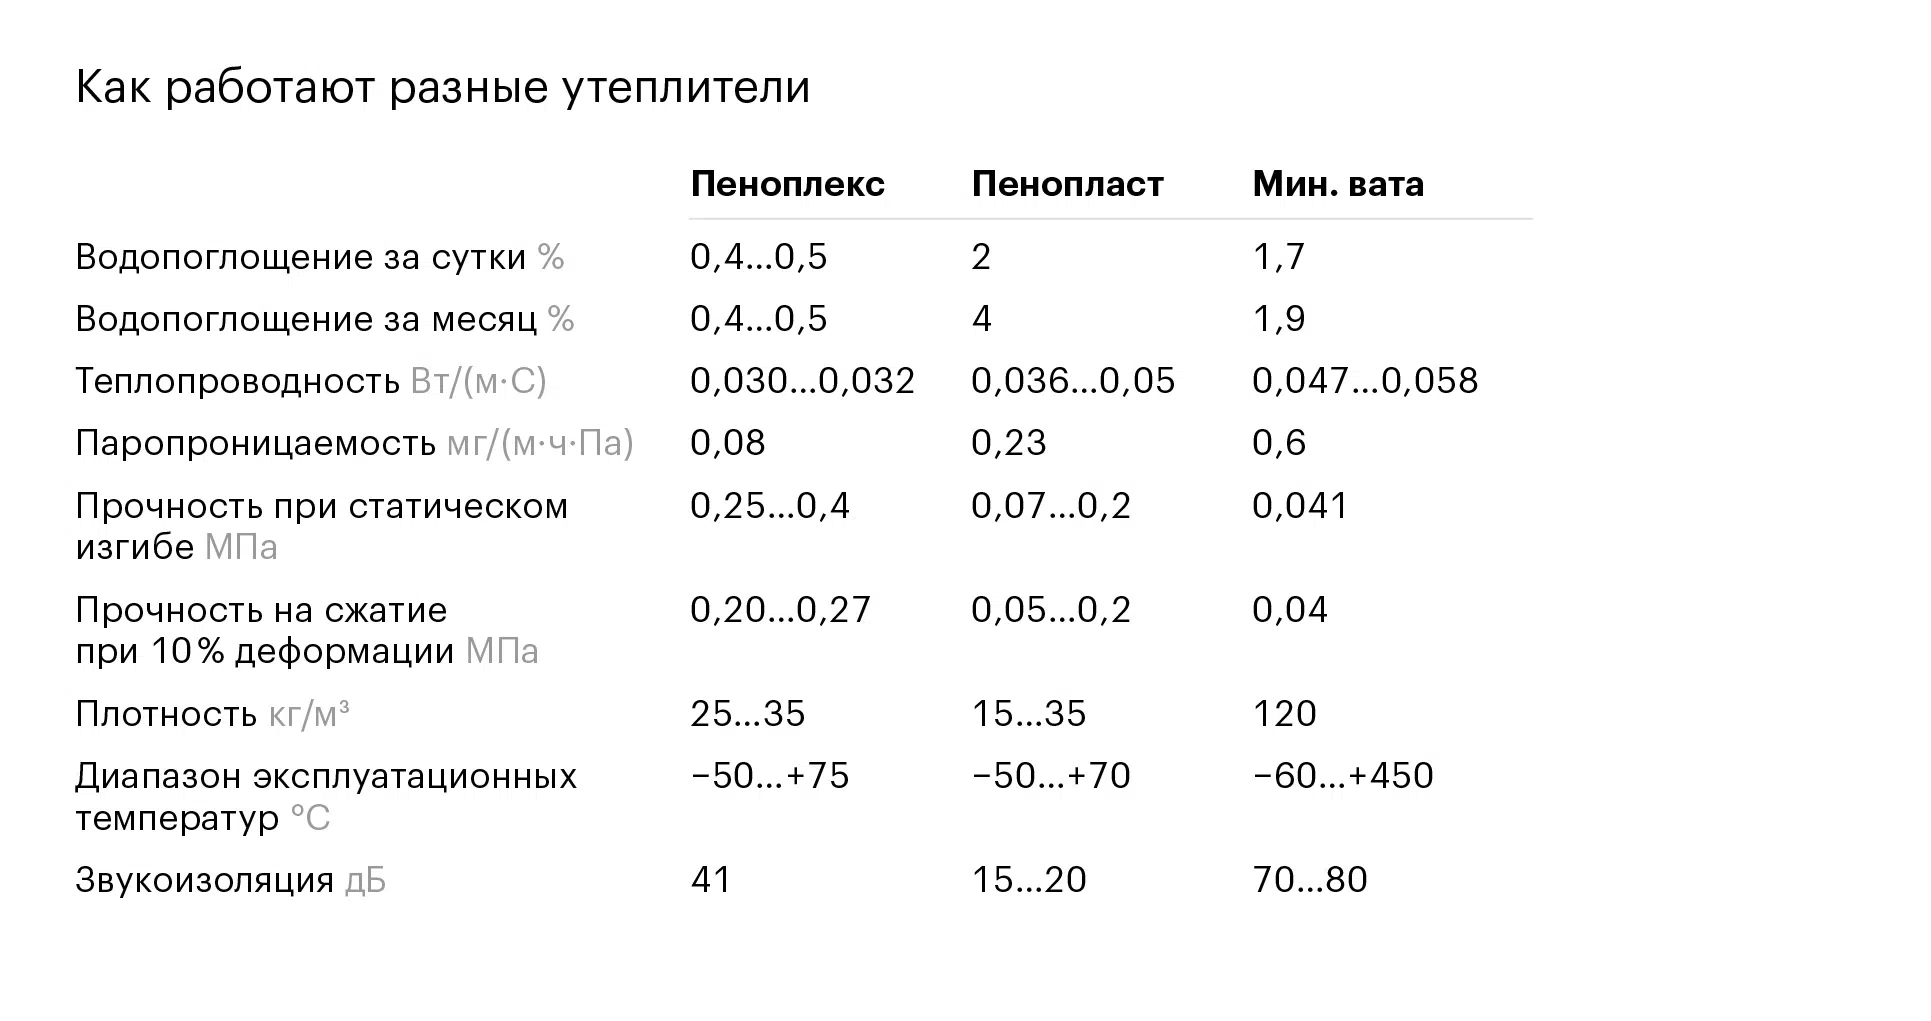 Как работают разные утеплители
Пеноплекс Пенопласт Мин. вата
Водопоглощение за сутки % 0,4...0,5 2 1,7
Водопоглощение за месяц % 0,4...0,5 4 1,9
Теплопроводность Вт/(м·С) 0,030...0,032 0,036...0,05 0,047...0,058
Паропроницаемость мг/(м·ч·Па) 0,08 0,23 0,6
Прочность при статическом 0,25...0,4 0,07...0,2 0,041
изгибе МПа
Прочность на сжатие 0,20...0,27 0,05...0,2 0,04
при 10 % деформации МПа
Плотность кг/м³ 25...35 15...35 120
Диапазон эксплуатационных −50...+75 −50...+70 −60...+450
температур °С
Звукоизоляция дБ 41 15...20 70...80